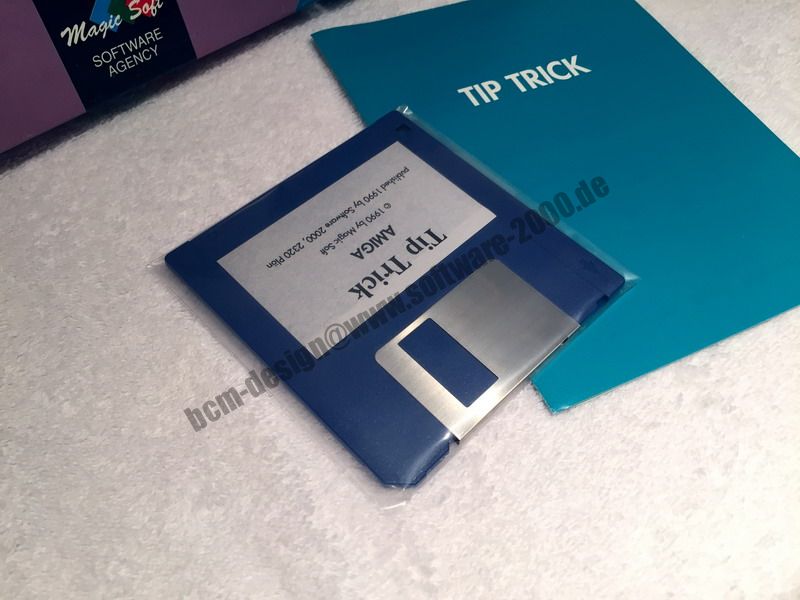 Magic Soft
SOFTWARE
AGENCY
TIP TRICK
Tip Trick
AMIGA
© 1990 by Magic Soft
published 1990 by Software 2000, 2320 Plön
bcm-design@www.software-2000.de